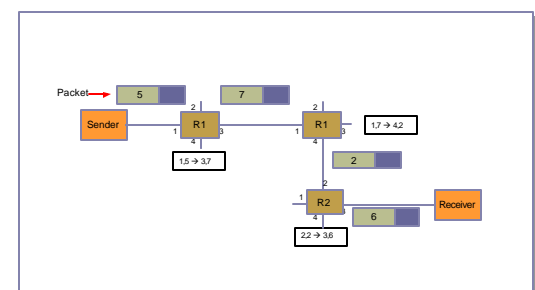 Packet
5
7
Sender
2
R1
1
3
4
2
R1
1
3
4
1,7 → 4,2
1,5 → 3,7
2
2
R2
1
3
4
6
Receiver
2,2 → 3,6